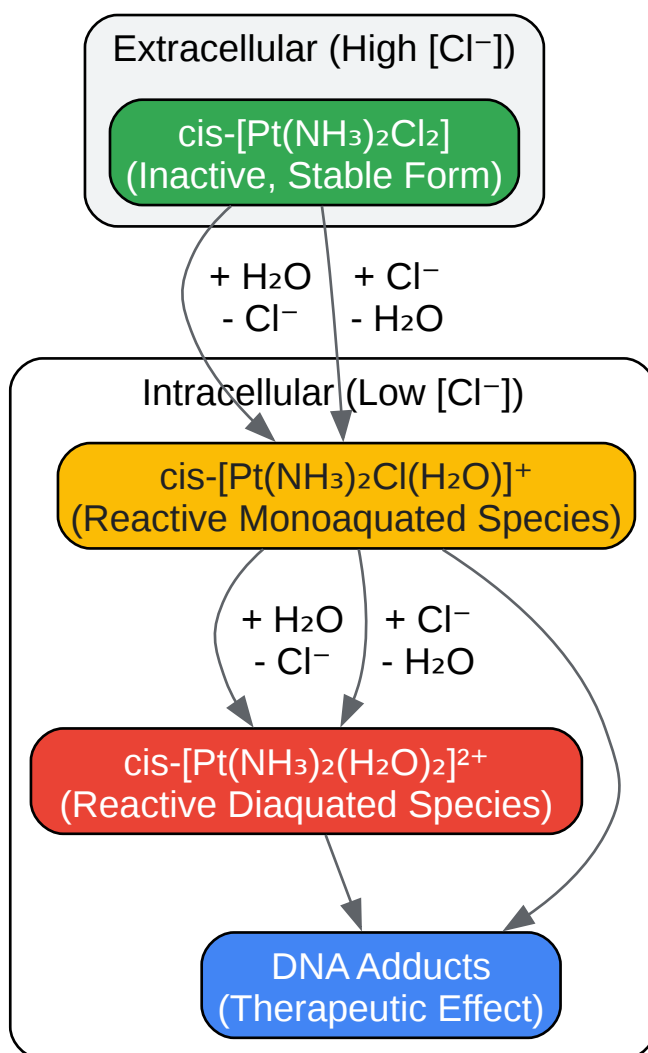 Extracellular (High [Cl⁻])
cis-[Pt(NH₃)₂Cl₂]
(Inactive, Stable Form)
+ H₂O
- Cl⁻
+ Cl⁻
- H₂O
Intracellular (Low [Cl⁻])
cis-[Pt(NH₃)₂Cl(H₂O)]⁺
(Reactive Monoaquated Species)
+ H₂O
- Cl⁻
+ Cl⁻
- H₂O
cis-[Pt(NH₃)₂(H₂O)₂]²⁺
(Reactive Diaquated Species)
DNA Adducts
(Therapeutic Effect)